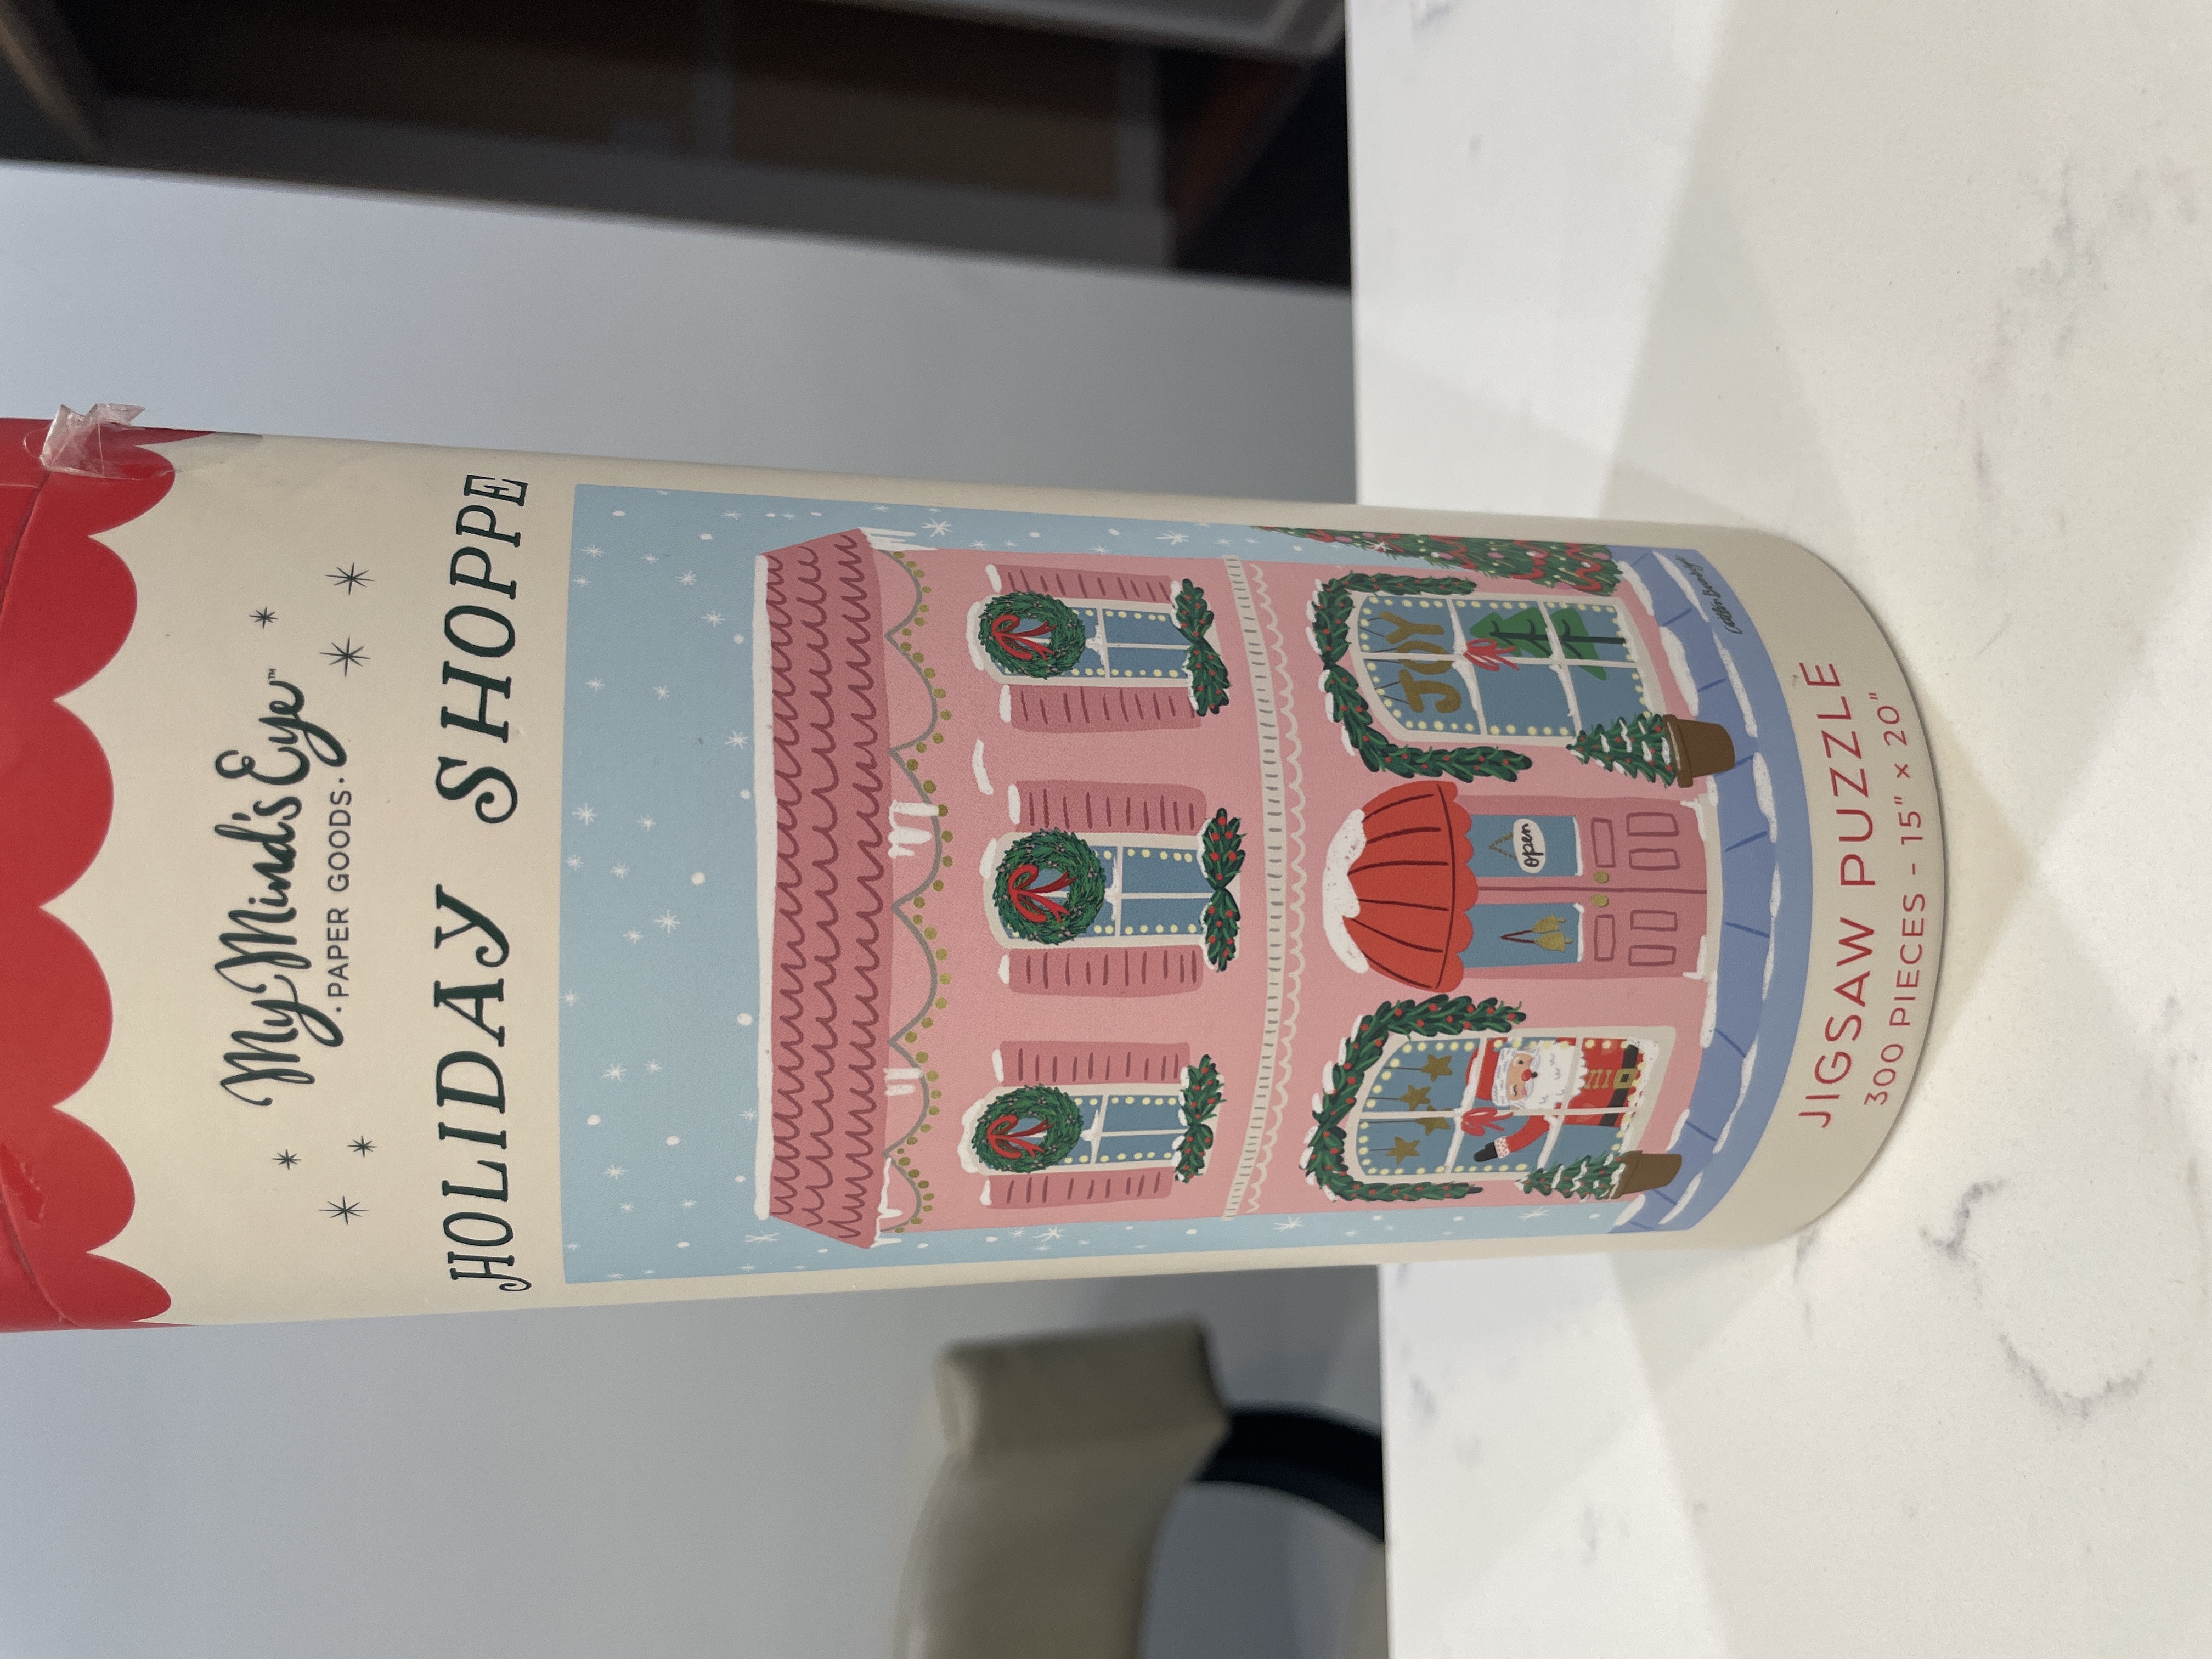 My Mind's Eye™
·PAPER GOODS·
HOLIDAY SHOPPE
JOY
open
JIGSAW PUZZLE
300 PIECES - 15" × 20"